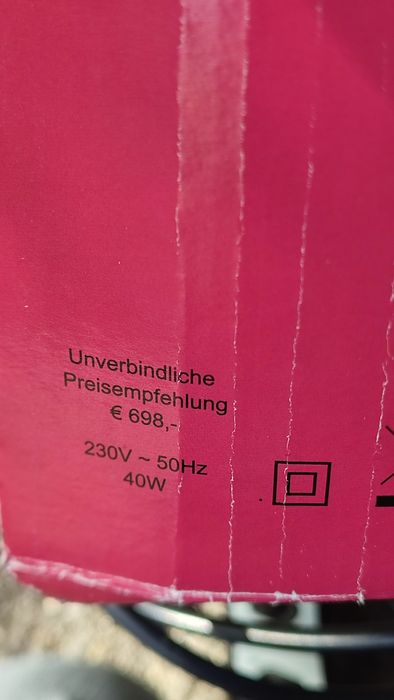 Unverbindliche
Preisempfehlung
€ 698,-
230V ~ 50Hz
40W